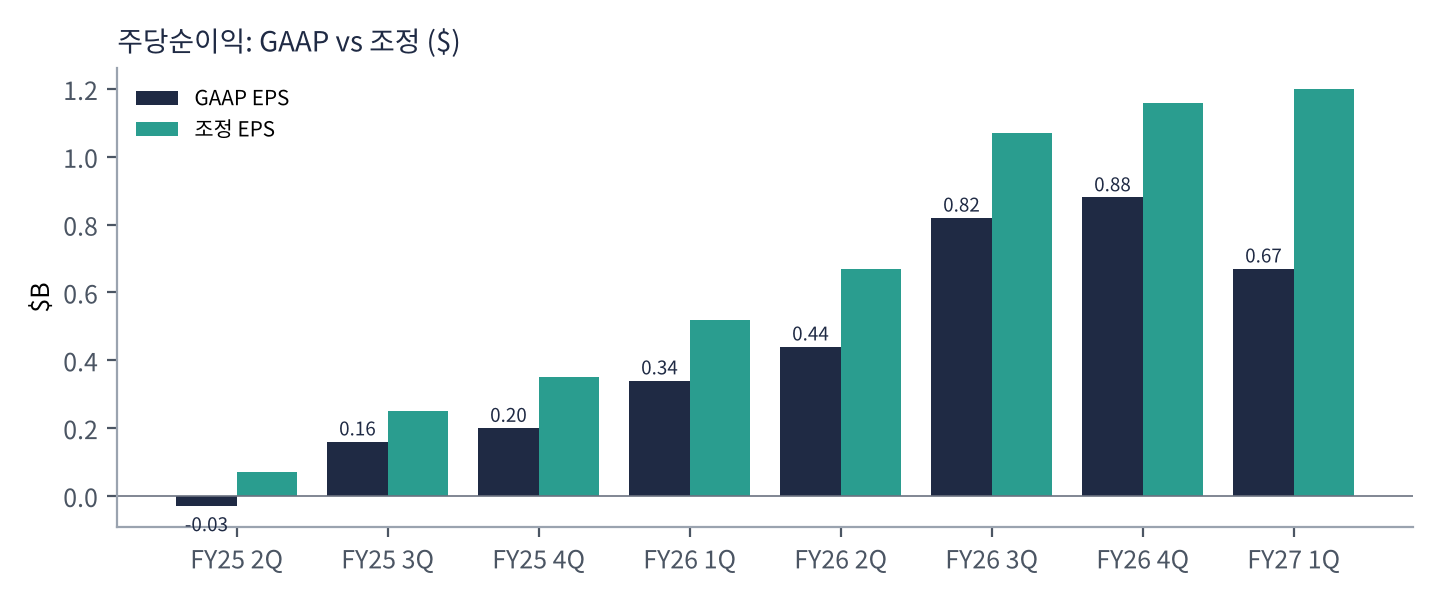 주당순이익: GAAP vs 조정 ($)
GAAP EPS
조정 EPS
$B
1.2
1.0
0.8
0.6
0.4
0.2
0.0
-0.03
0.16
0.20
0.34
0.44
0.82
0.88
0.67
FY25 2Q
FY25 3Q
FY25 4Q
FY26 1Q
FY26 2Q
FY26 3Q
FY26 4Q
FY27 1Q